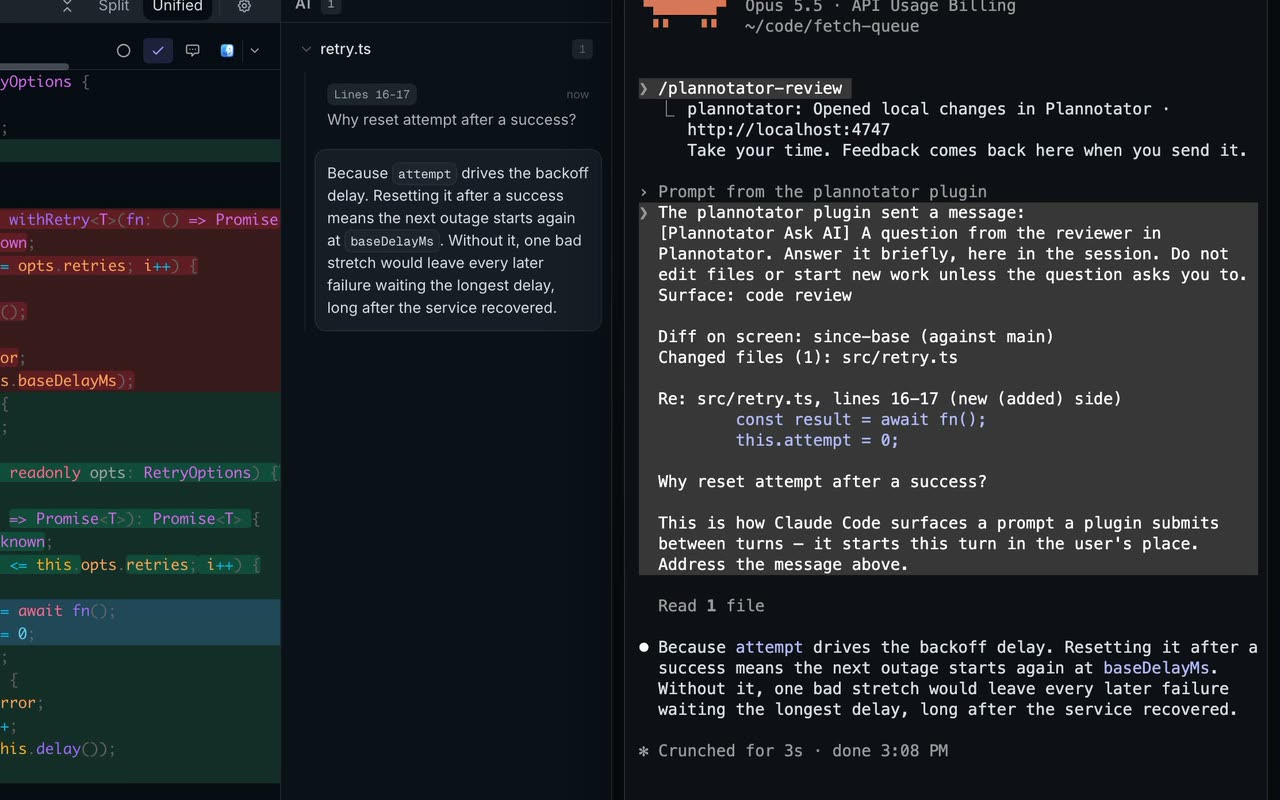 Split
Unified
AI 1
yOptions {
;
withRetry<T>(fn: () => Promise
own;
= opts.retries; i++) {
();
or;
s.baseDelayMs);
{
;
readonly opts: RetryOptions) {
=> Promise<T>): Promise<T> {
known;
<= this.opts.retries; i++) {
= await fn();
= 0;
;
{
rror;
+;
his.delay());
retry.ts 1
Lines 16-17 now
Why reset attempt after a success?
Because attempt drives the backoff
delay. Resetting it after a success
means the next outage starts again
at baseDelayMs. Without it, one bad
stretch would leave every later
failure waiting the longest delay,
long after the service recovered.
Opus 5.5 · API Usage Billing
~/code/fetch-queue
❯ /plannotator-review
plannotator: Opened local changes in Plannotator ·
http://localhost:4747
Take your time. Feedback comes back here when you send it.
› Prompt from the plannotator plugin
❯ The plannotator plugin sent a message:
[Plannotator Ask AI] A question from the reviewer in
Plannotator. Answer it briefly, here in the session. Do not
edit files or start new work unless the question asks you to.
Surface: code review
Diff on screen: since-base (against main)
Changed files (1): src/retry.ts
Re: src/retry.ts, lines 16–17 (new (added) side)
const result = await fn();
this.attempt = 0;
Why reset attempt after a success?
This is how Claude Code surfaces a prompt a plugin submits
between turns — it starts this turn in the user's place.
Address the message above.
Read 1 file
● Because attempt drives the backoff delay. Resetting it after a
success means the next outage starts again at baseDelayMs.
Without it, one bad stretch would leave every later failure
waiting the longest delay, long after the service recovered.
✻ Crunched for 3s · done 3:08 PM